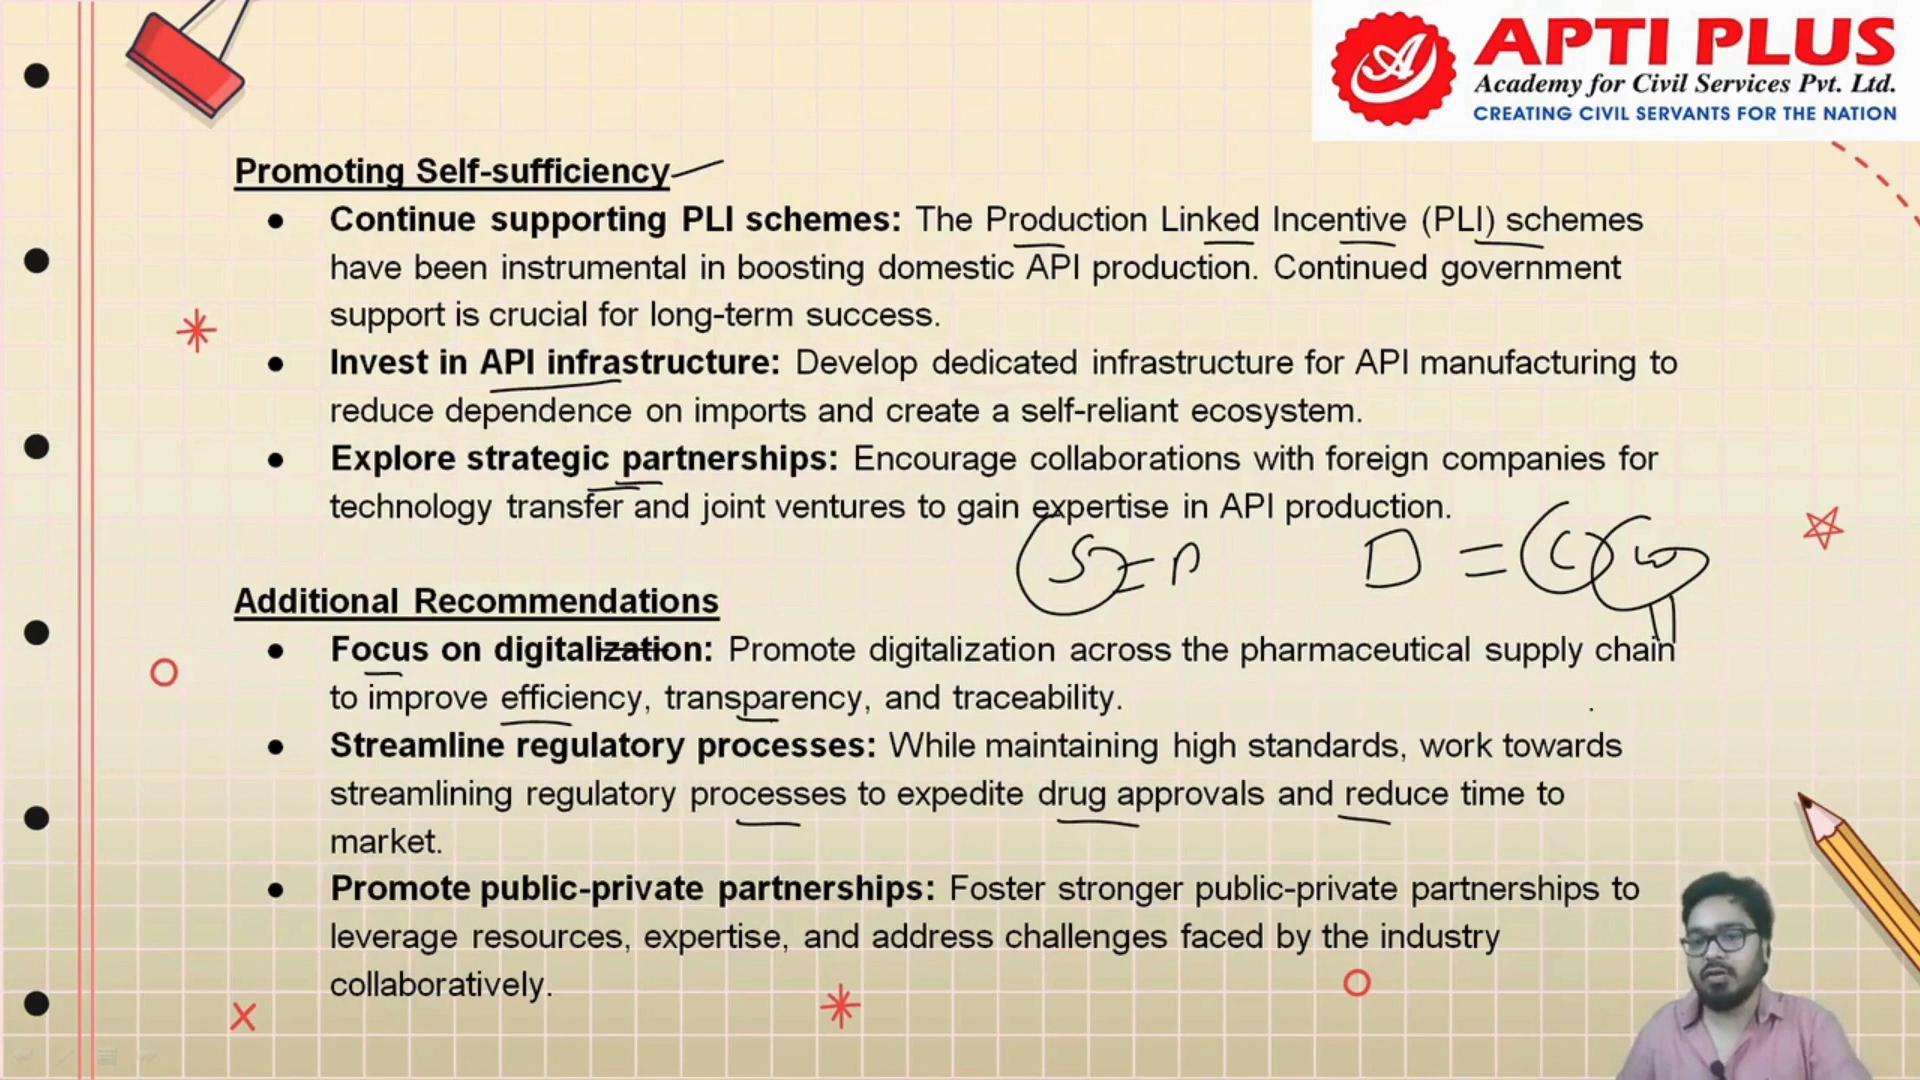 APTI PLUS
Academy for Civil Services Pvt. Ltd.
CREATING CIVIL SERVANTS FOR THE NATION
Promoting Self-sufficiency
● Continue supporting PLI schemes: The Production Linked Incentive (PLI) schemes
have been instrumental in boosting domestic API production. Continued government
support is crucial for long-term success.
● Invest in API infrastructure: Develop dedicated infrastructure for API manufacturing to
reduce dependence on imports and create a self-reliant ecosystem.
● Explore strategic partnerships: Encourage collaborations with foreign companies for
technology transfer and joint ventures to gain expertise in API production.
Additional Recommendations
● Focus on digitalization: Promote digitalization across the pharmaceutical supply chain
to improve efficiency, transparency, and traceability.
● Streamline regulatory processes: While maintaining high standards, work towards
streamlining regulatory processes to expedite drug approvals and reduce time to
market.
● Promote public-private partnerships: Foster stronger public-private partnerships to
leverage resources, expertise, and address challenges faced by the industry
collaboratively.